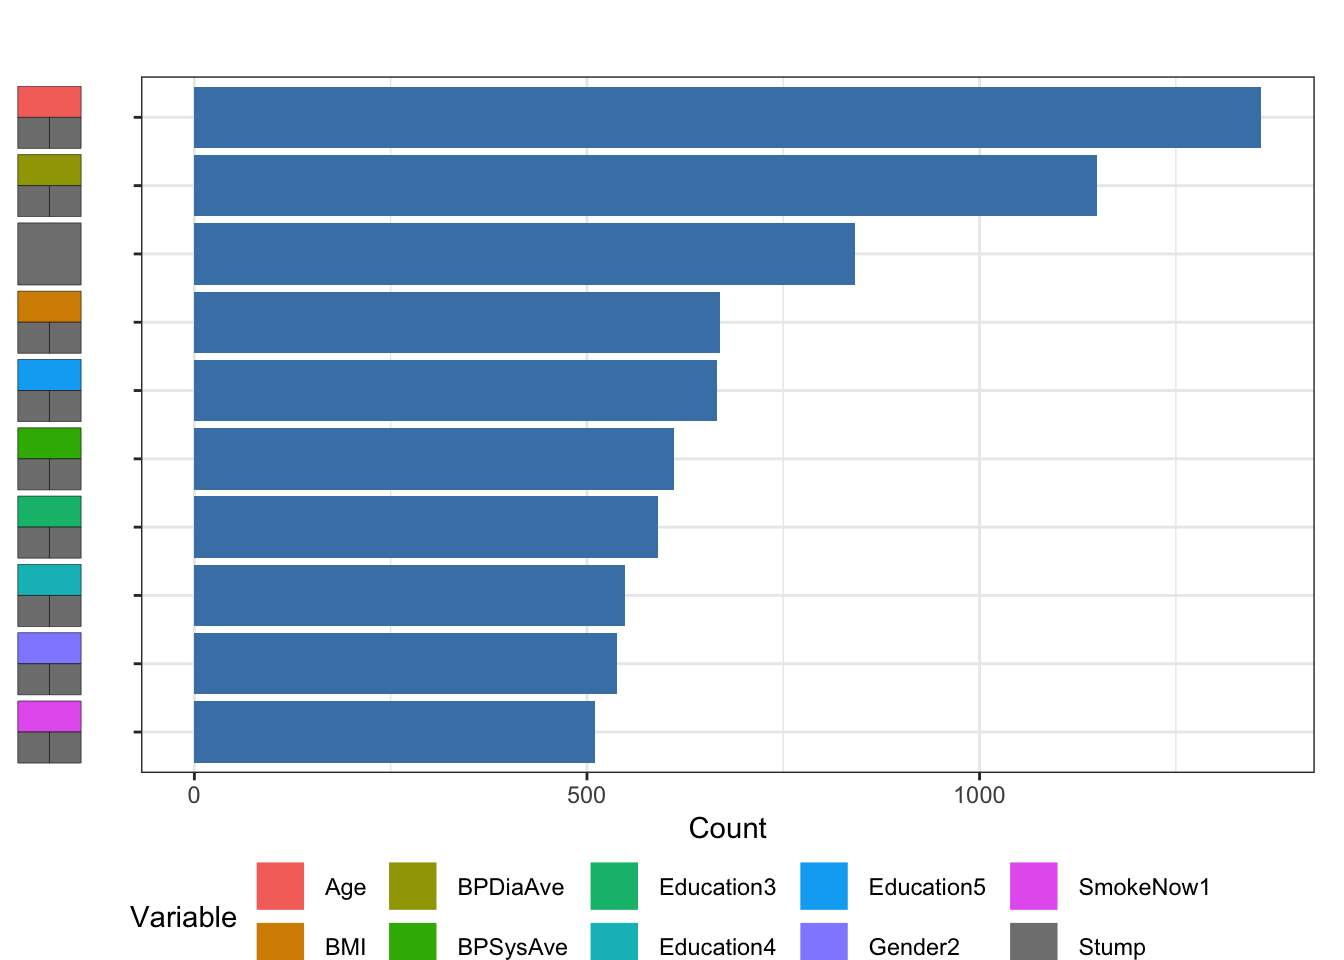 0 500 1000
Count
Variable
Age BPDiaAve Education3 Education5 SmokeNow1
BMI BPSysAve Education4 Gender2 Stump